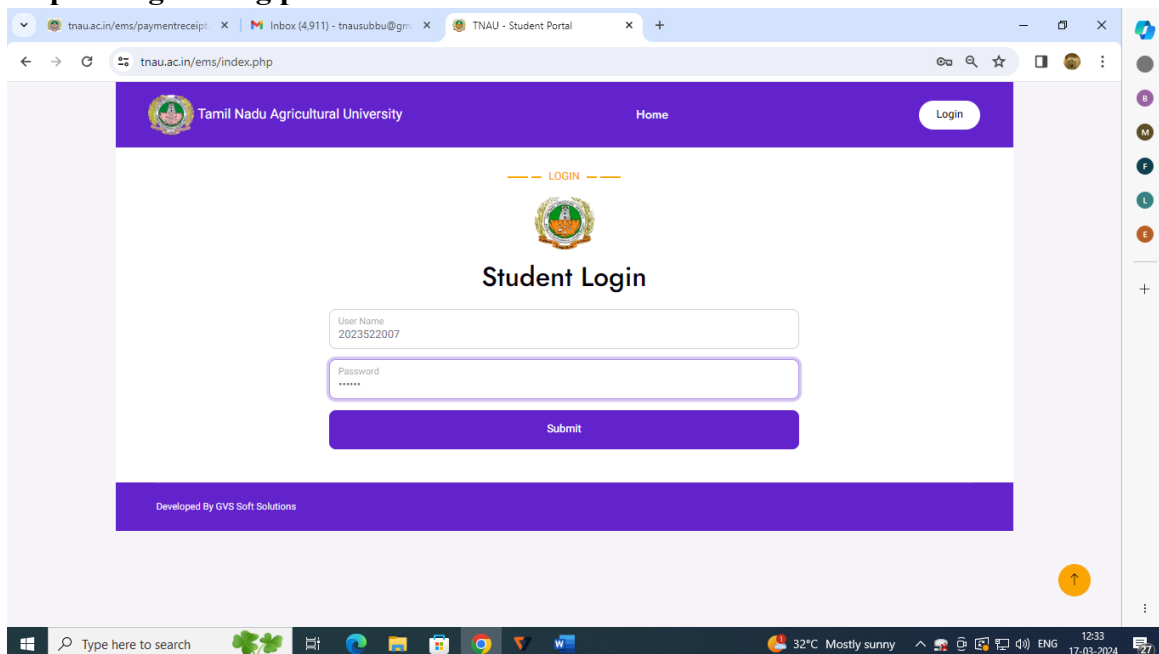 tnau.ac.in/ems/paymentreceipt
Inbox (4,911) - tnausubbu@gm
TNAU - Student Portal
tnau.ac.in/ems/index.php
Tamil Nadu Agricultural University
Home
Login
B
M
F
L
E
LOGIN
Student Login
User Name
2023522007
Password
••••••
Submit
Developed By GVS Soft Solutions
Type here to search
32°C Mostly sunny
ENG
12:33
17-03-2024
27